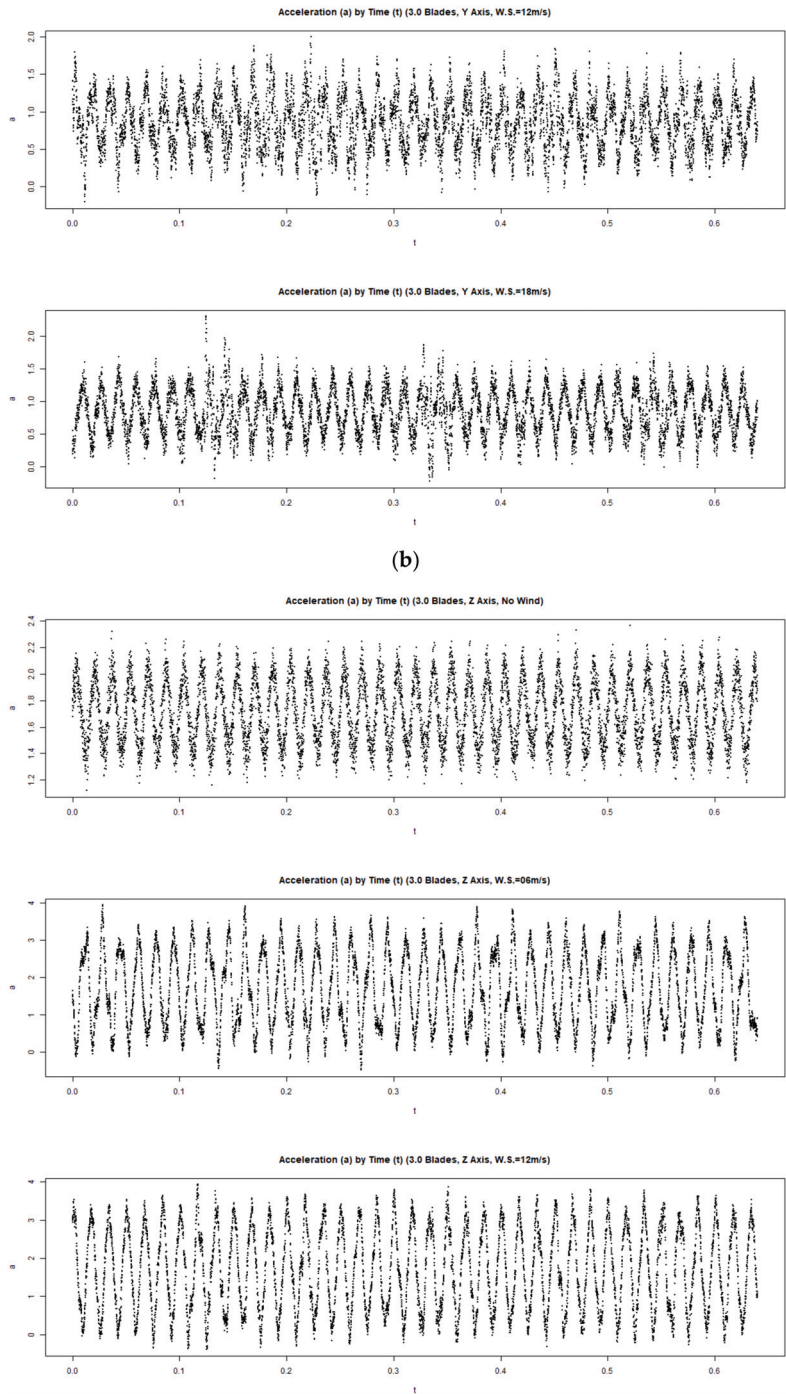 Acceleration (a) by Time (t) (3.0 Blades, Y Axis, W.S.=12m/s)
2.0
1.5
1.0
0.5
0.0
a
0.0 0.1 0.2 0.3 0.4 0.5 0.6
t
Acceleration (a) by Time (t) (3.0 Blades, Y Axis, W.S.=18m/s)
2.0
1.5
1.0
0.5
0.0
a
0.0 0.1 0.2 0.3 0.4 0.5 0.6
t
(b)
Acceleration (a) by Time (t) (3.0 Blades, Z Axis, No Wind)
2.4
2.2
2.0
1.8
1.6
1.4
1.2
a
0.0 0.1 0.2 0.3 0.4 0.5 0.6
t
Acceleration (a) by Time (t) (3.0 Blades, Z Axis, W.S.=06m/s)
4
3
2
1
0
a
0.0 0.1 0.2 0.3 0.4 0.5 0.6
t
Acceleration (a) by Time (t) (3.0 Blades, Z Axis, W.S.=12m/s)
4
3
2
1
0
a
0.0 0.1 0.2 0.3 0.4 0.5 0.6
t